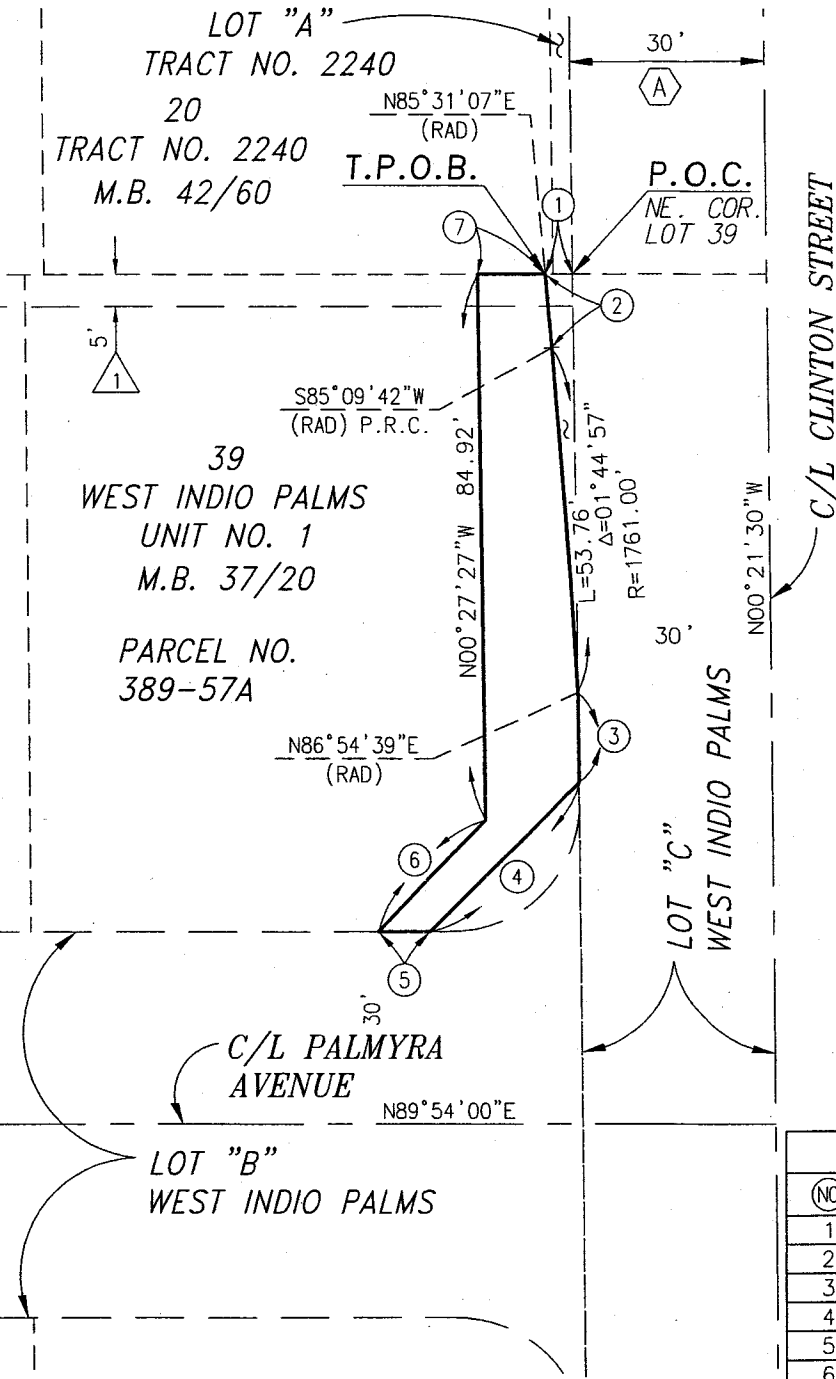 LOT "A"
TRACT NO. 2240
20
TRACT NO. 2240
M.B. 42/60
N85°31'07"E
(RAD)
30'
A
T.P.O.B.
P.O.C.
NE. COR.
LOT 39
1
7
2
5'
1
S85°09'42"W
(RAD) P.R.C.
39
WEST INDIO PALMS
UNIT NO. 1
M.B. 37/20
PARCEL NO.
389-57A
N00°27'27"W 84.92'
L=53.76'
Δ=01°44'57"
R=1761.00'
30'
N00°21'30"W
C/L CLINTON STREET
N86°54'39"E
(RAD)
3
6
4
5
LOT "C"
WEST INDIO PALMS
30'
C/L PALMYRA
AVENUE
N89°54'00"E
LOT "B"
WEST INDIO PALMS
1
2
3
4
5
6